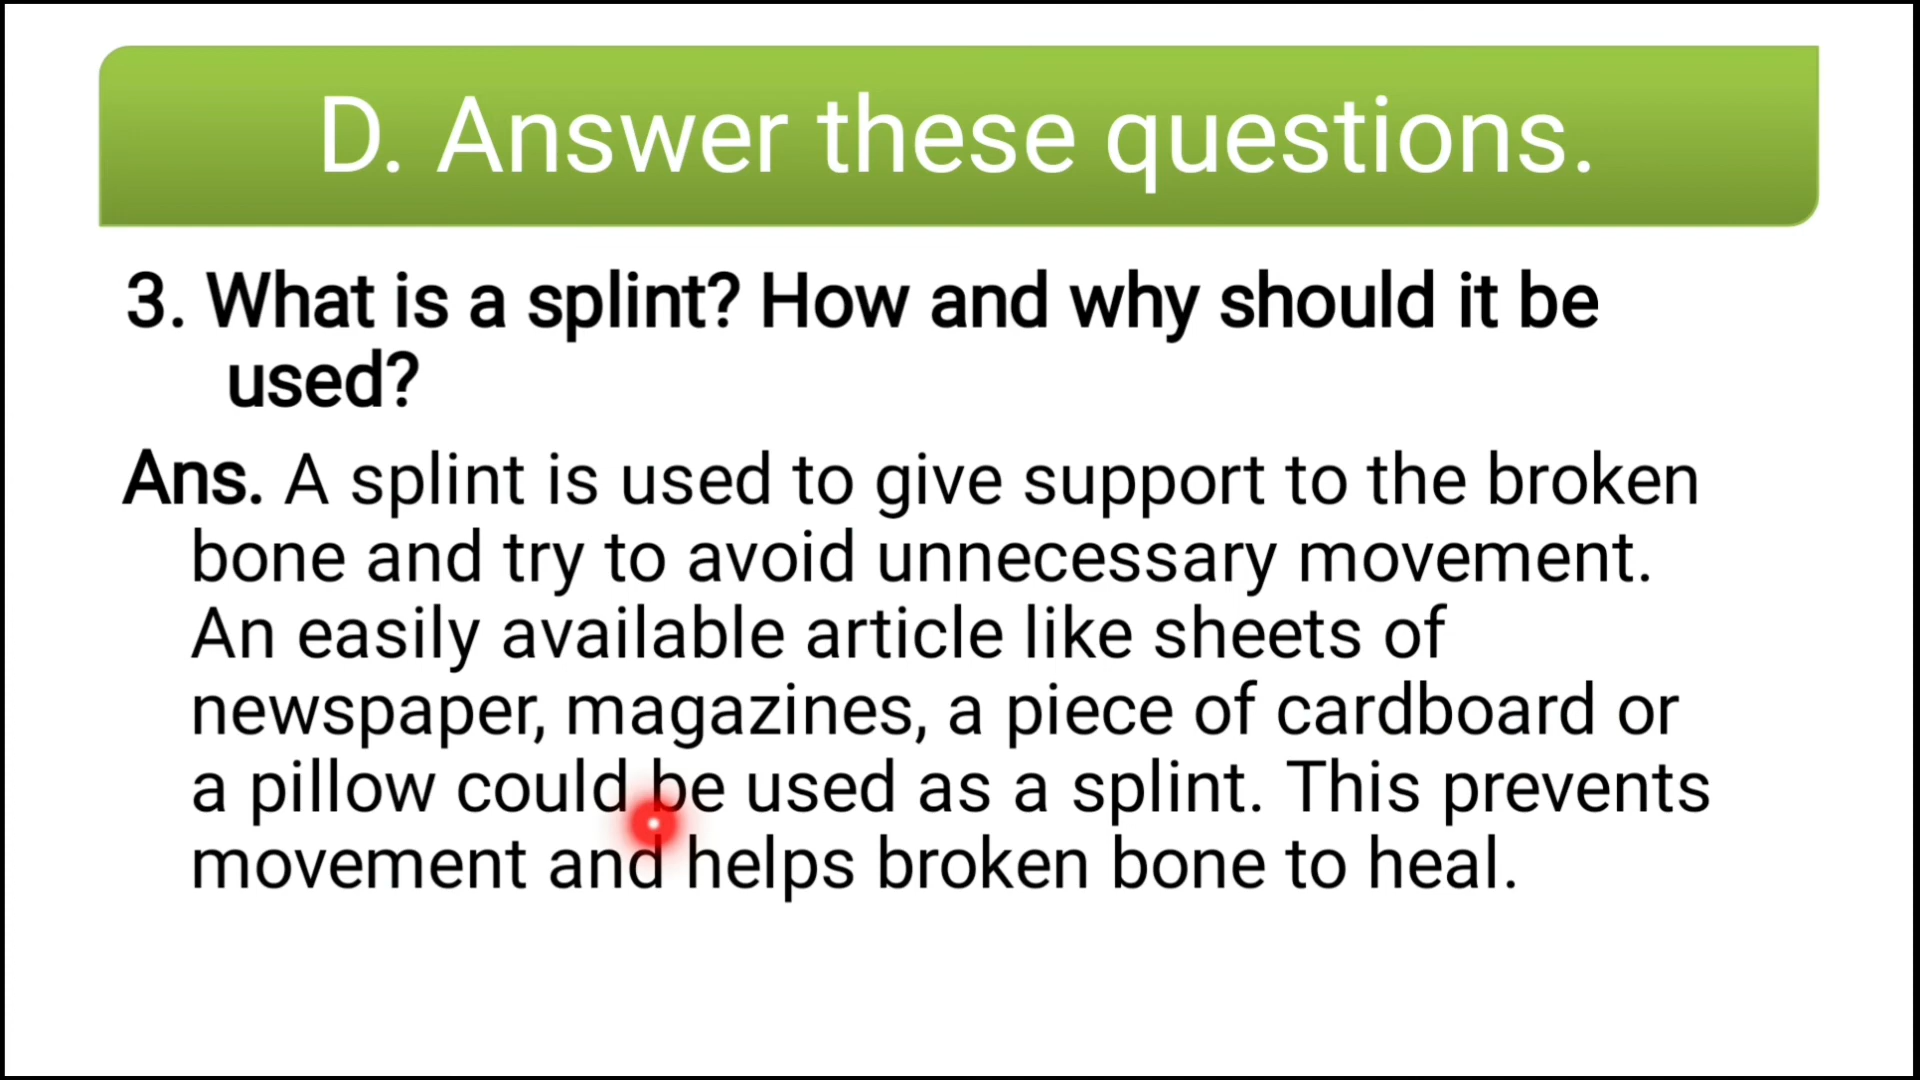 D. Answer these questions.
3. What is a splint? How and why should it be
used?
Ans. A splint is used to give support to the broken
bone and try to avoid unnecessary movement.
An easily available article like sheets of
newspaper, magazines, a piece of cardboard or
a pillow could be used as a splint. This prevents
movement and helps broken bone to heal.